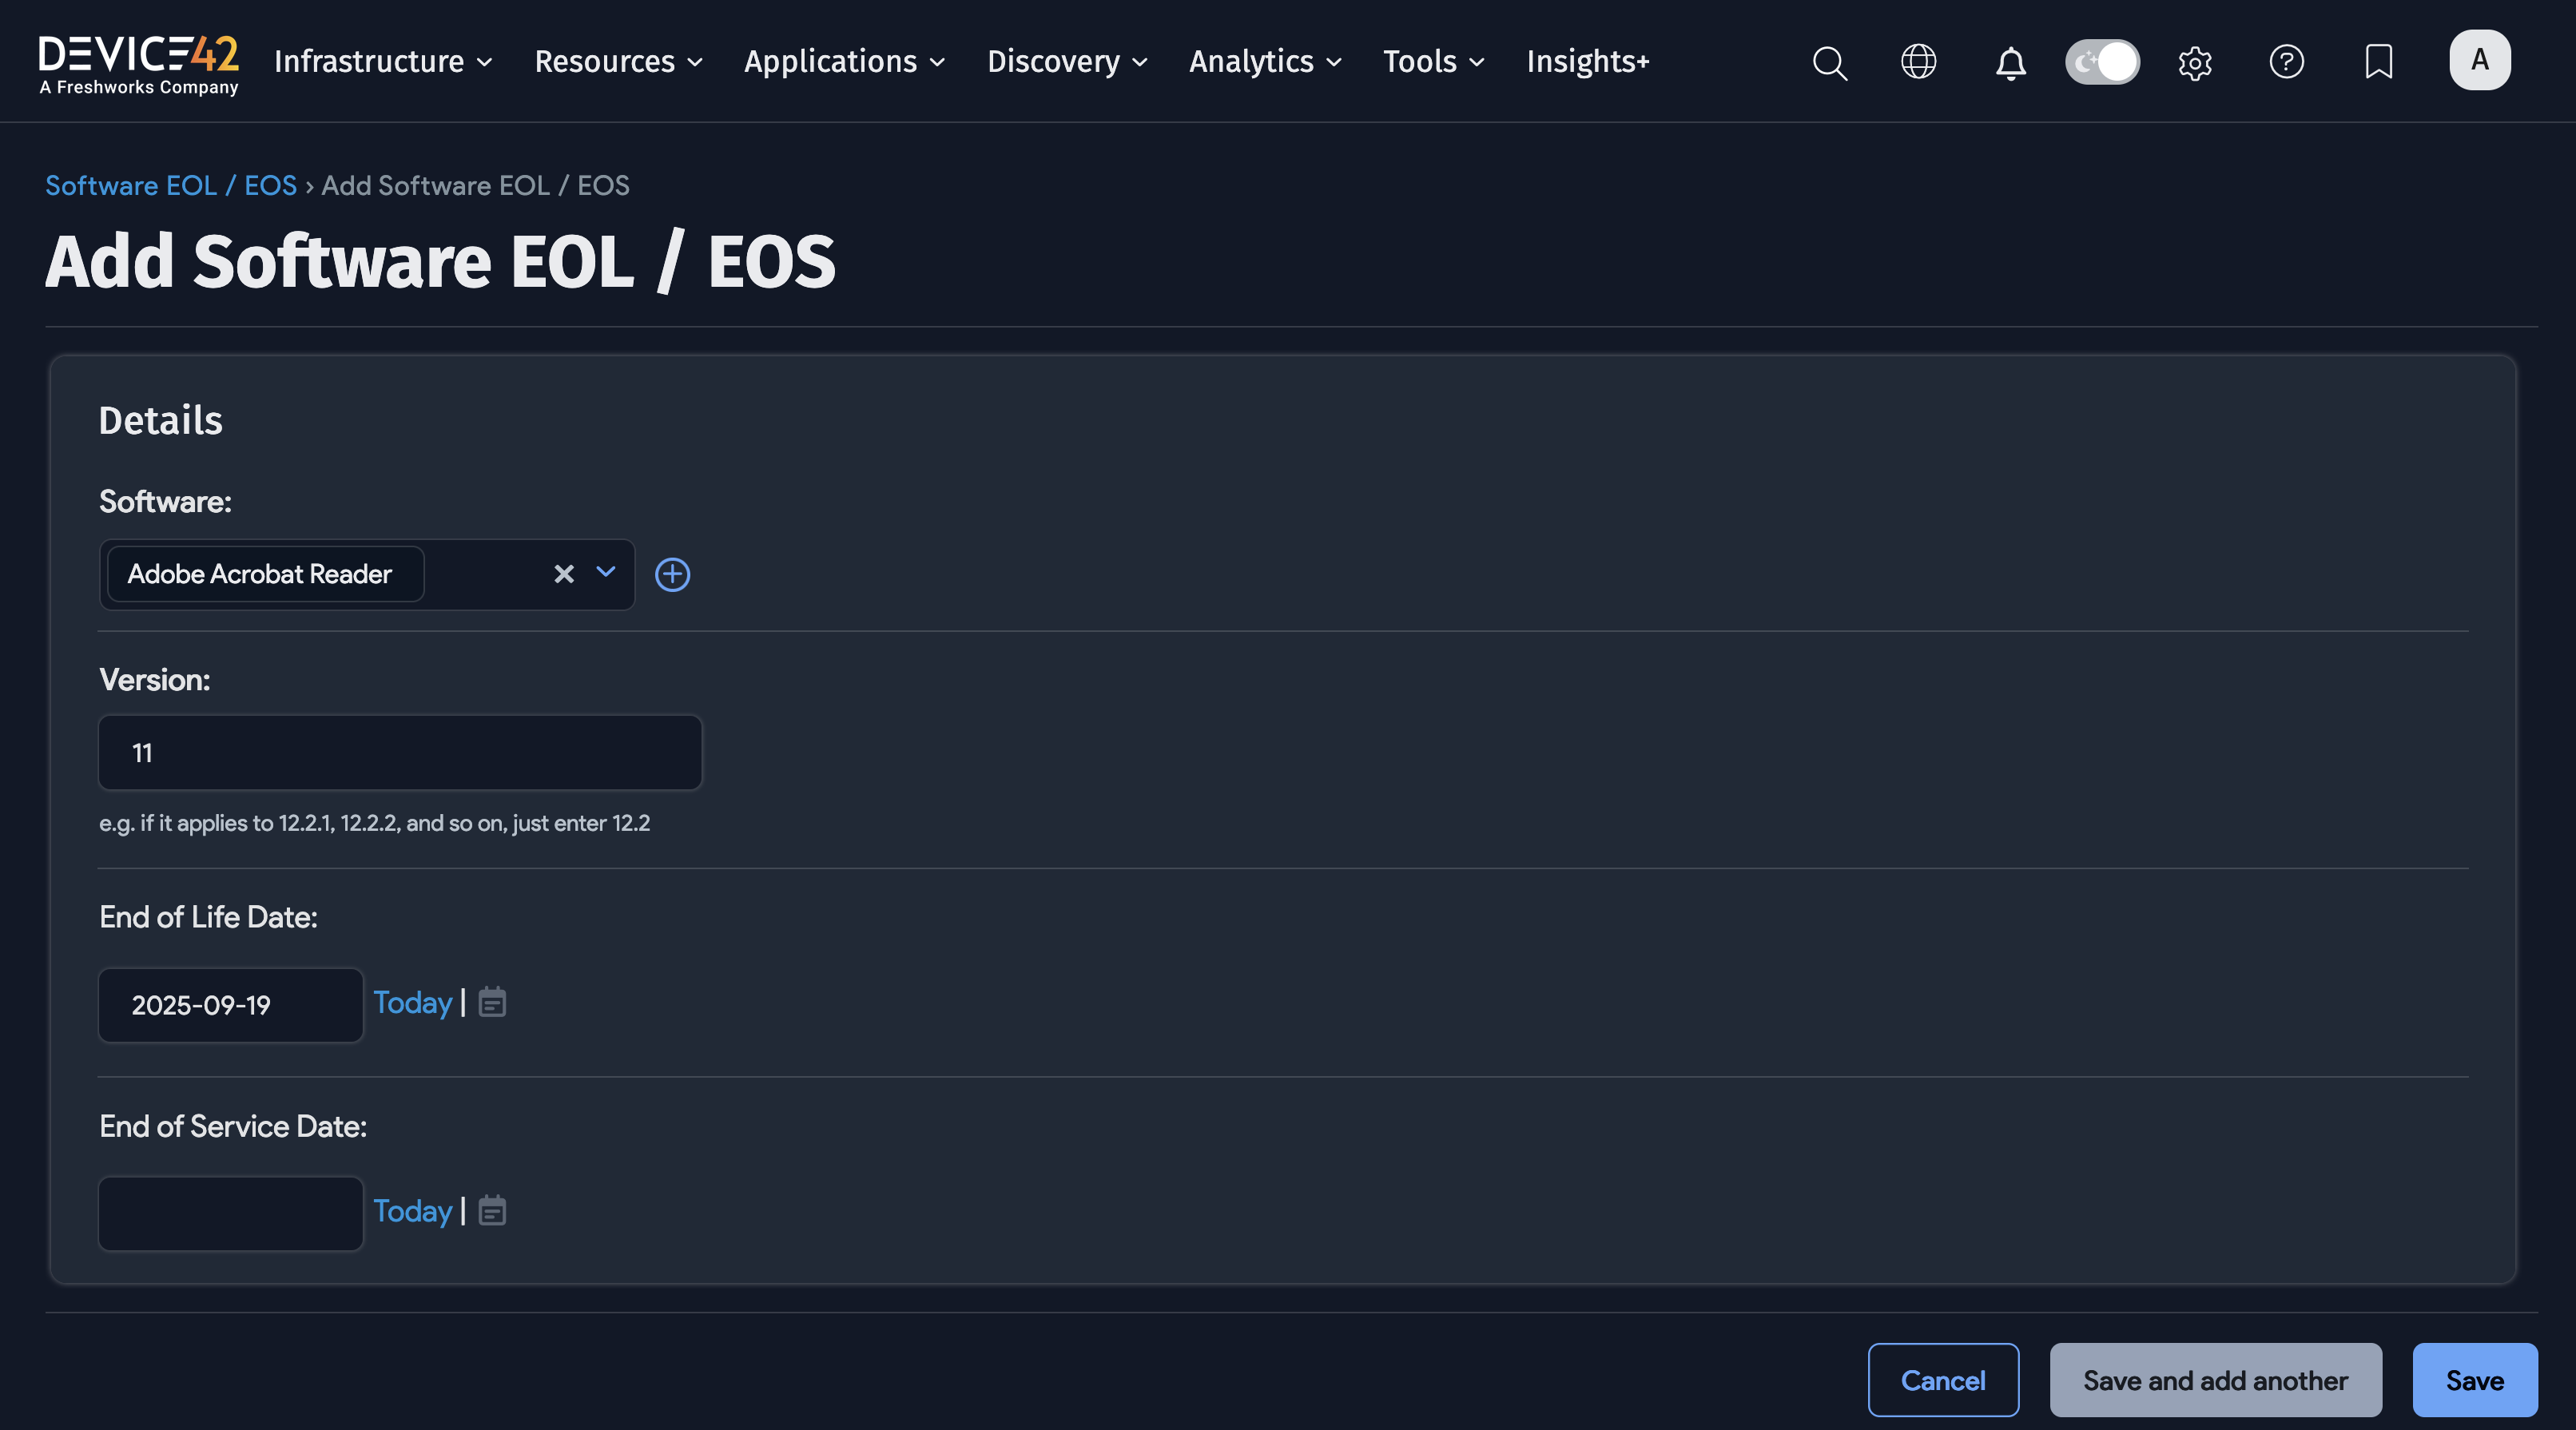 DEVICE42
A Freshworks Company
Infrastructure Resources Applications Discovery Analytics Tools Insights+
A
Software EOL / EOS › Add Software EOL / EOS
Add Software EOL / EOS
Details
Software:
Adobe Acrobat Reader
Version:
11
e.g. if it applies to 12.2.1, 12.2.2, and so on, just enter 12.2
End of Life Date:
2025-09-19 Today |
End of Service Date:
Today |
Cancel Save and add another Save